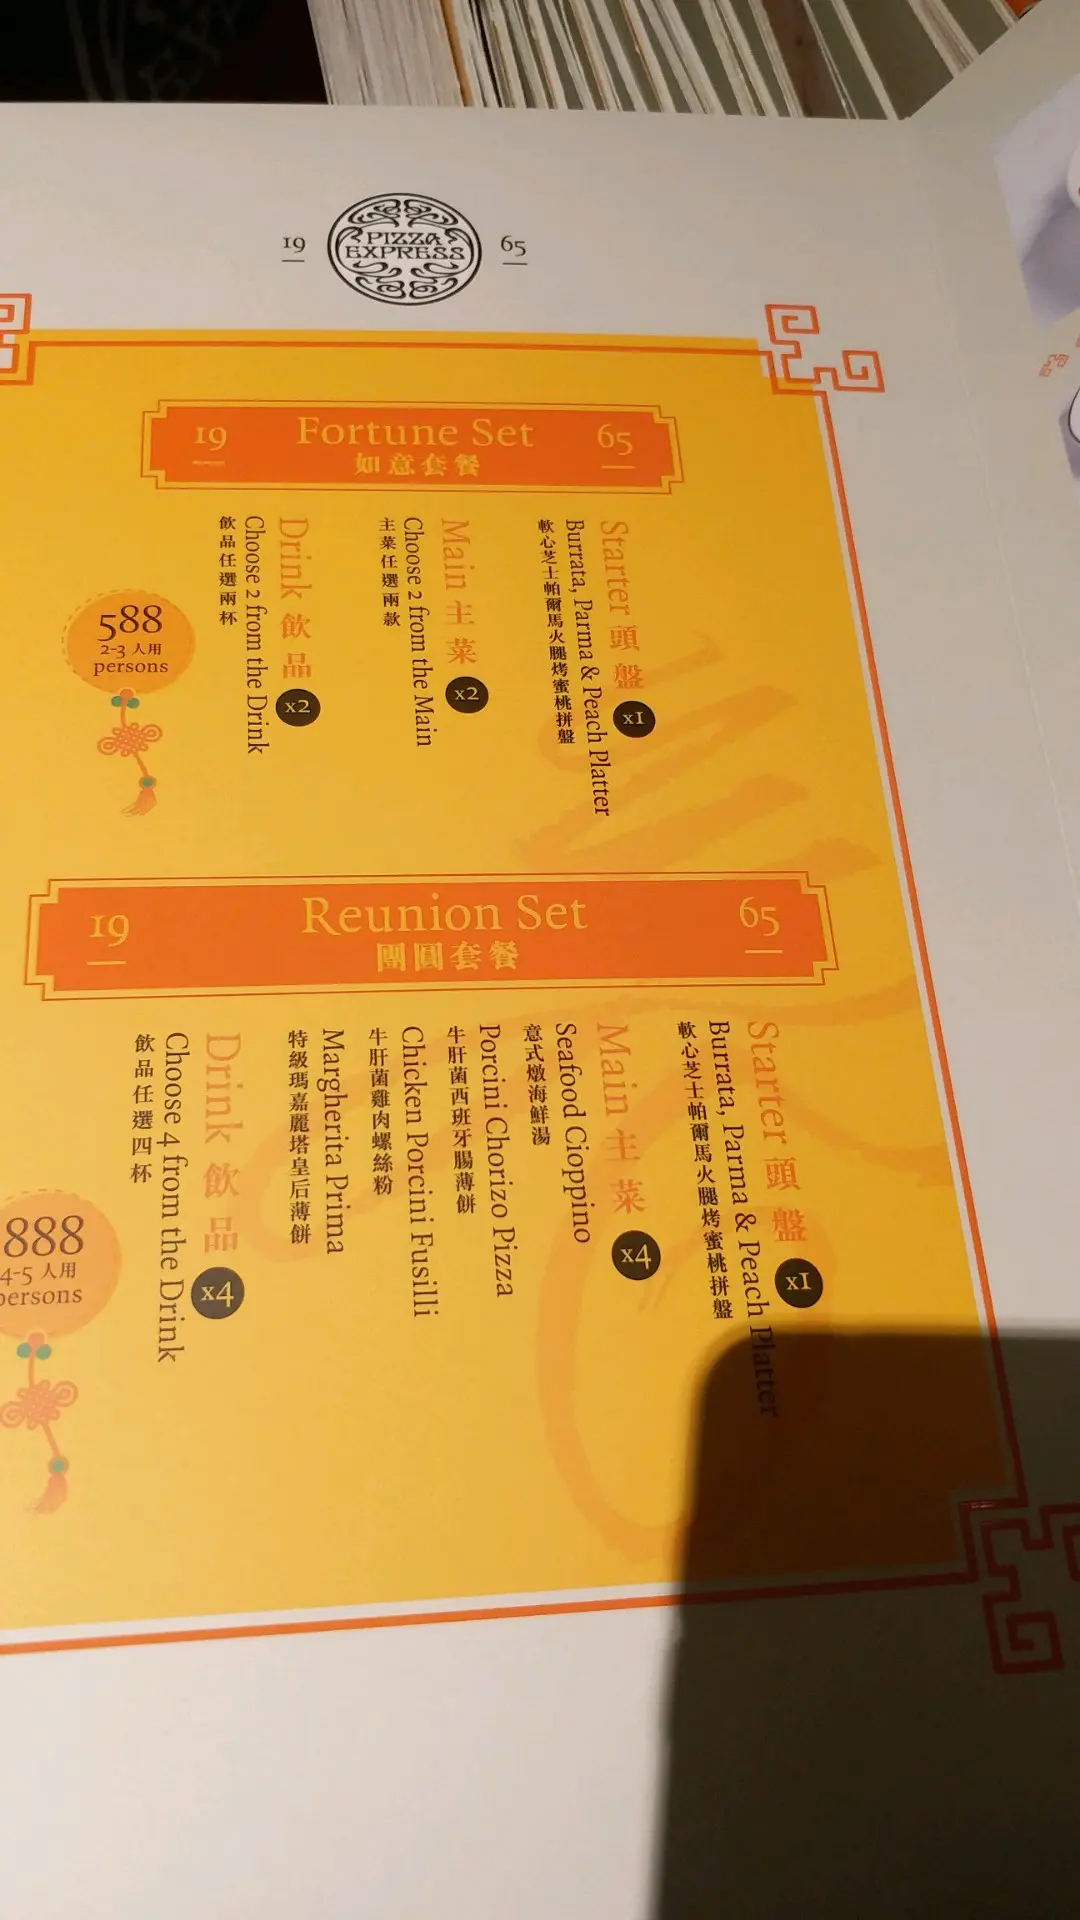 19
PIZZA
EXPRESS
65
19
Fortune Set
65
如意套餐
Starter 頭盤 x1
Burrata, Parma & Peach Platter
軟心芝士帕爾馬火腿烤蜜桃拼盤
Main 主菜 x2
Choose 2 from the Main
主菜任選兩款
Drink 飲品 x2
Choose 2 from the Drink
飲品任選兩杯
588
2-3 人用
persons
19
Reunion Set
65
團圓套餐
Starter 頭盤 x1
Burrata, Parma & Peach Platter
軟心芝士帕爾馬火腿烤蜜桃拼盤
Main 主菜 x4
Seafood Cioppino
意式燉海鮮湯
Porcini Chorizo Pizza
牛肝菌西班牙腸薄餅
Chicken Porcini Fusilli
牛肝菌雞肉螺絲粉
Margherita Prima
特級瑪嘉麗塔皇后薄餅
Drink 飲品 x4
Choose 4 from the Drink
飲品任選四杯
888
4-5 人用
persons